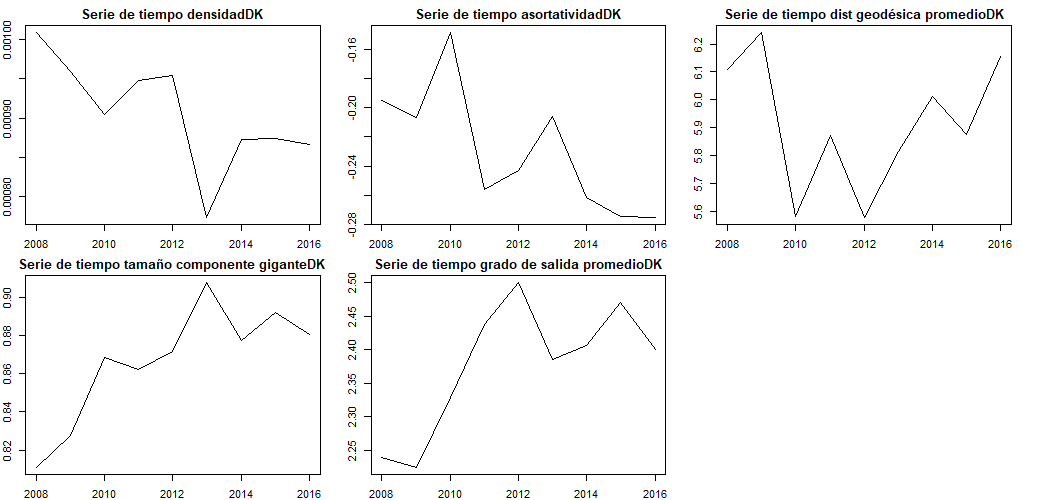 Serie de tiempo densidadDK
0.00100
0.00090
0.00080
2008 2010 2012 2014 2016
Serie de tiempo asortatividadDK
-0.16
-0.20
-0.24
-0.28
2008 2010 2012 2014 2016
Serie de tiempo dist geodésica promedioDK
6.2
6.1
6.0
5.9
5.8
5.7
5.6
2008 2010 2012 2014 2016
Serie de tiempo tamaño componente giganteDK
0.90
0.88
0.86
0.84
0.82
2008 2010 2012 2014 2016
Serie de tiempo grado de salida promedioDK
2.50
2.45
2.40
2.35
2.30
2.25
2008 2010 2012 2014 2016